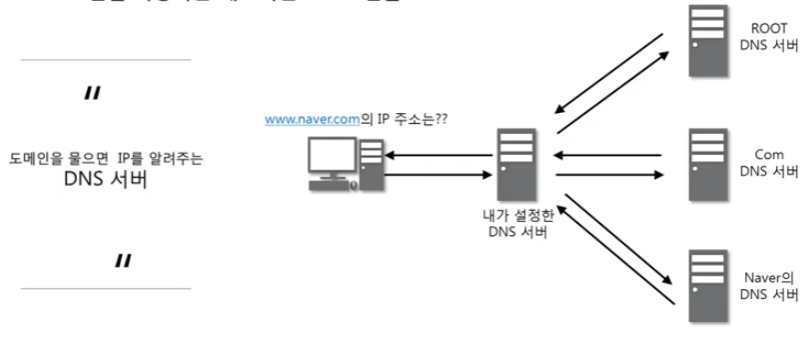 "
도메인을 물으면 IP를 알려주는
DNS 서버
"
www.naver.com의 IP 주소는??
내가 설정한
DNS 서버
ROOT
DNS 서버
Com
DNS 서버
Naver의
DNS 서버